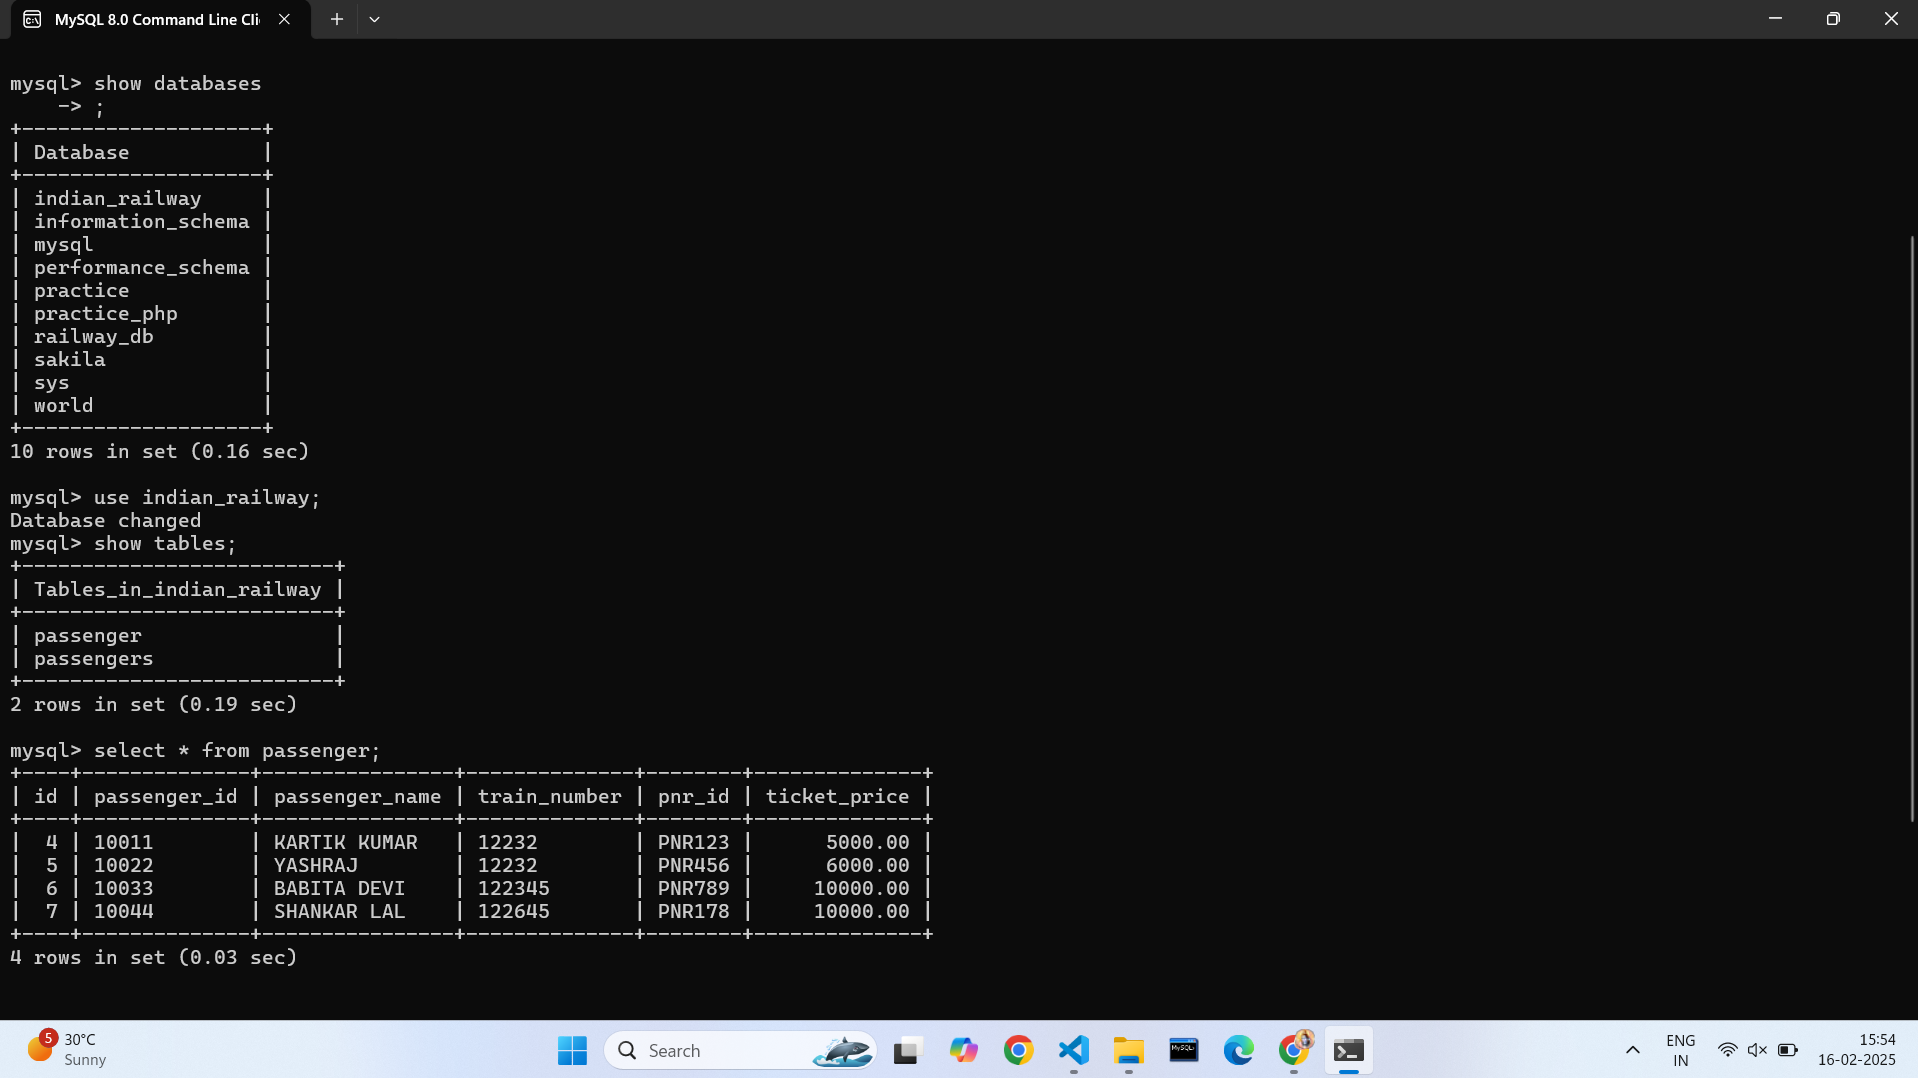 MySQL 8.0 Command Line Cli
mysql> show databases
    -> ;
+--------------------+
| Database           |
+--------------------+
| indian_railway     |
| information_schema |
| mysql              |
| performance_schema |
| practice           |
| practice_php       |
| railway_db         |
| sakila             |
| sys                |
| world              |
+--------------------+
10 rows in set (0.16 sec)
mysql> use indian_railway;
Database changed
mysql> show tables;
+--------------------------+
| Tables_in_indian_railway |
+--------------------------+
| passenger                |
| passengers               |
+--------------------------+
2 rows in set (0.19 sec)
mysql> select * from passenger;
+----+--------------+----------------+--------------+--------+--------------+
| id | passenger_id | passenger_name | train_number | pnr_id | ticket_price |
+----+--------------+----------------+--------------+--------+--------------+
|  4 | 10011        | KARTIK KUMAR   | 12232        | PNR123 |      5000.00 |
|  5 | 10022        | YASHRAJ        | 12232        | PNR456 |      6000.00 |
|  6 | 10033        | BABITA DEVI    | 122345       | PNR789 |     10000.00 |
|  7 | 10044        | SHANKAR LAL    | 122645       | PNR178 |     10000.00 |
+----+--------------+----------------+--------------+--------+--------------+
4 rows in set (0.03 sec)
5
30°C
Sunny
Search
MySQL>
ENG
IN
15:54
16-02-2025